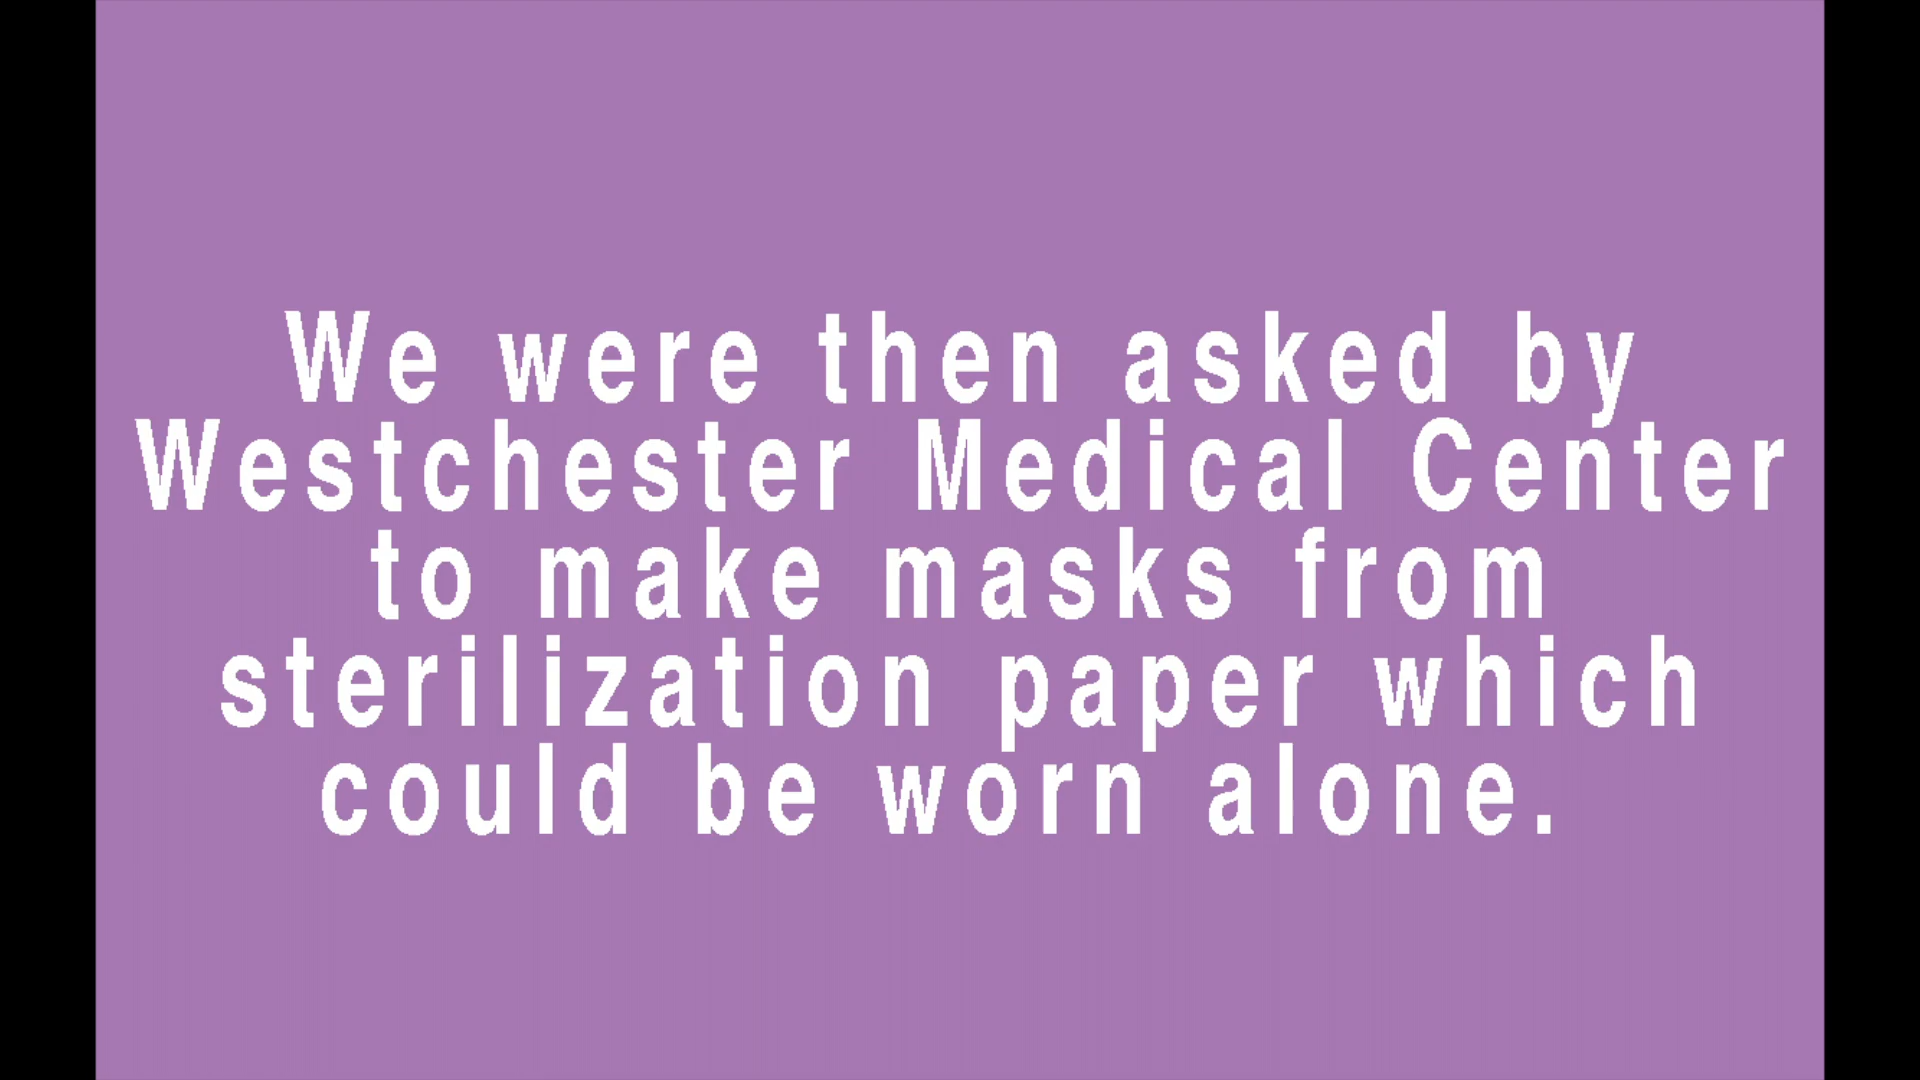 We were then asked by
Westchester Medical Center
to make masks from
sterilization paper which
could be worn alone.